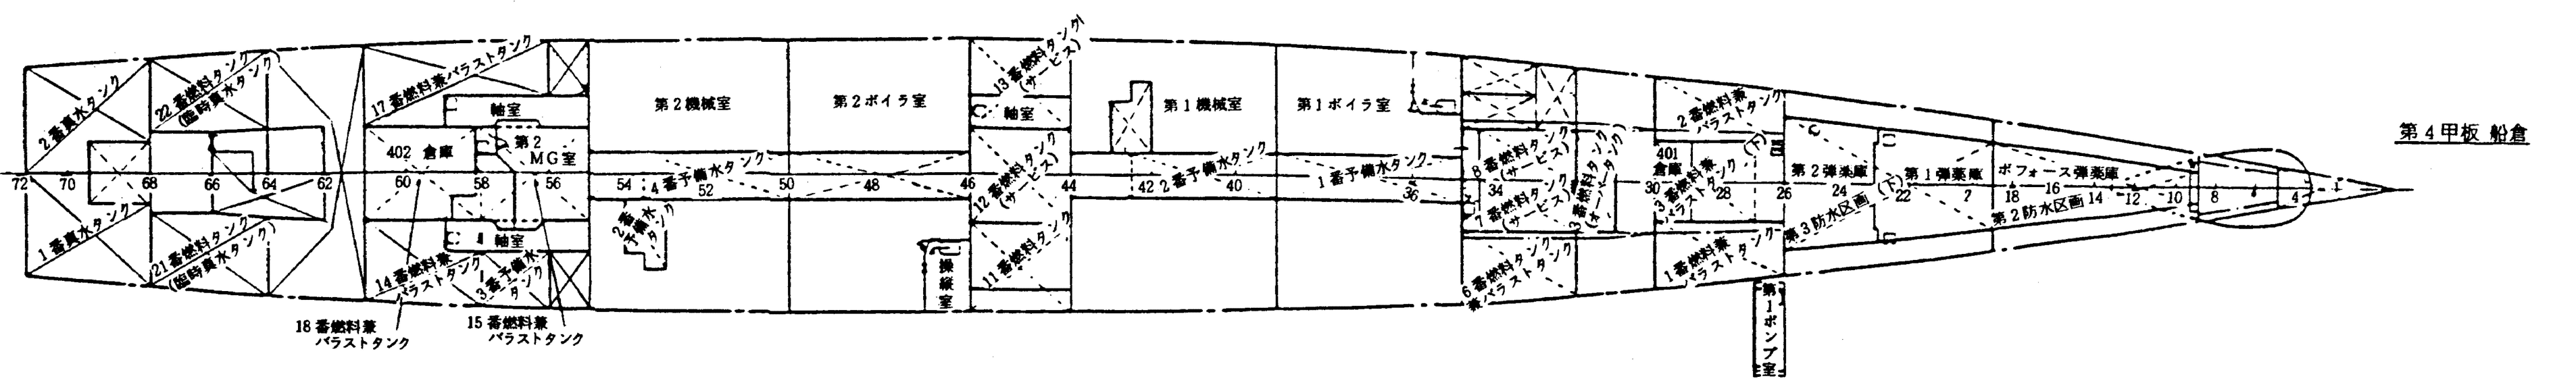 2番真水タンク
22番燃料タンク
(臨時真水タンク)
17番燃料兼バラストタンク
軸室
402 倉庫
第2
MG室
第2機械室
第2ボイラ室
13番燃料タンク
(サービス)
軸室
第1機械室
第1ボイラ室
2番燃料兼
バラストタンク
第4甲板 船倉
72
70
68
66
64
62
60
58
56
54
4番予備水タンク
52
50
48
46
12番燃料タンク
(サービス)
44
42
2番予備水タンク
40
1番予備水タンク
36
8番燃料タンク
(サービス)
34
7番燃料タンク
(サービス)
3番燃料タンク
(オーバータンク)
401
倉庫
30
3番燃料兼
バラストタンク
(下)
28
26
第2弾薬庫
24
(下)
22
第1弾薬庫
ボフォース弾薬庫
18
16
14
12
10
8
4
第3防水区画
第2防水区画
1番真水タンク
21番燃料タンク
(臨時真水タンク)
14番燃料兼
バラストタンク
軸室
3番予備水
タンク
2番
予備水
タンク
操縦室
11番燃料タンク
6番燃料タンク
兼バラストタンク
1番燃料兼
バラストタンク
第1ポンプ室
18番燃料兼
バラストタンク
15番燃料兼
バラストタンク